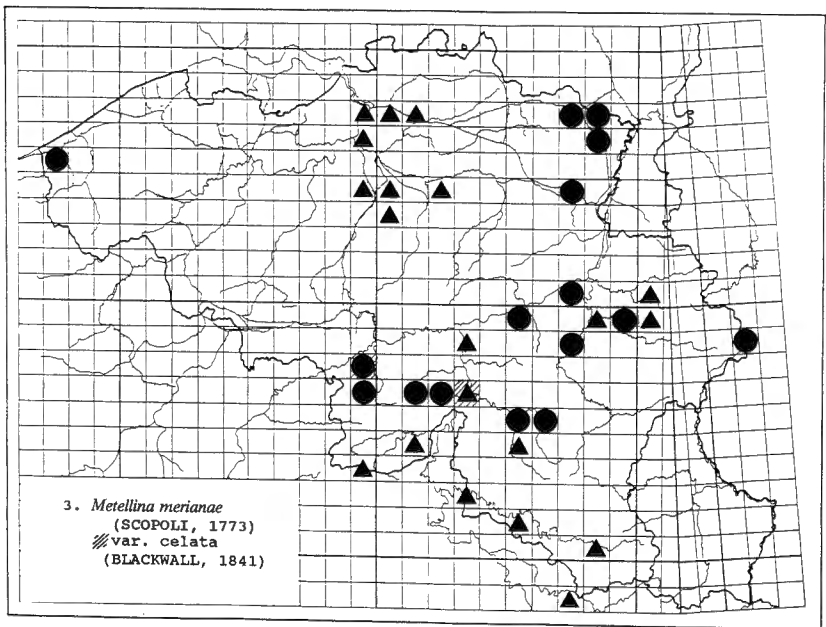 3. Metellina merianae
(SCOPOLI, 1773)
var. celata
(BLACKWALL, 1841)